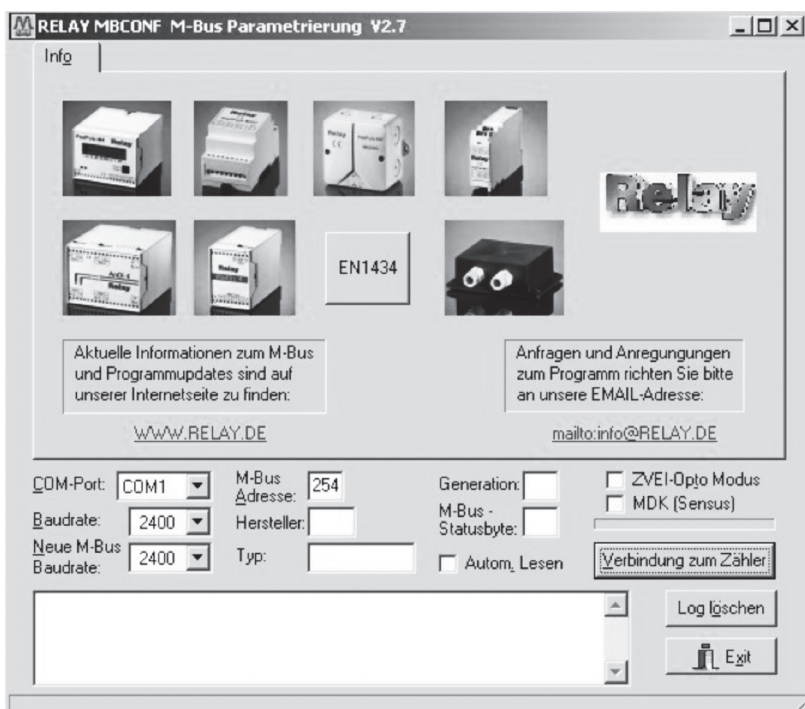 RELAY MBCONF M-Bus Parametrierung V2.7
Info
Relay
Relay
Relay
EN1434
Aktuelle Informationen zum M-Bus
und Programmupdates sind auf
unserer Internetseite zu finden:
WWW.RELAY.DE
Anfragen und Anregungungen
zum Programm richten Sie bitte
an unsere EMAIL-Adresse:
mailto:info@RELAY.DE
COM-Port: COM1
Baudrate: 2400
Neue M-Bus
Baudrate: 2400
M-Bus
Adresse: 254
Hersteller:
Typ:
Generation:
M-Bus -
Statusbyte:
Autom. Lesen
ZVEI-Opto Modus
MDK (Sensus)
Verbindung zum Zähler
Log löschen
Exit